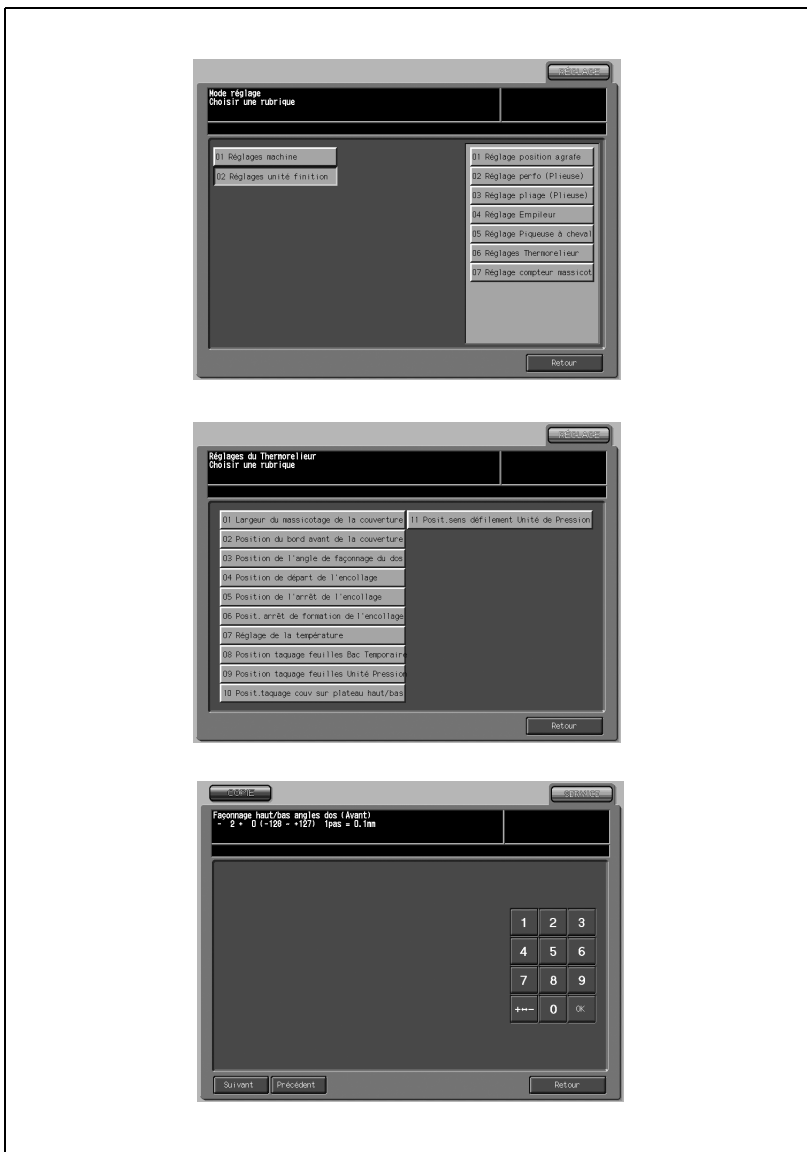 RÉGLAGE
Mode réglage
Choisir une rubrique
01 Réglages machine
02 Réglages unité finition
01 Réglage position agrafe
02 Réglage perfo (Plieuse)
03 Réglage pliage (Plieuse)
04 Réglage Empileur
05 Réglage Piqueuse à cheval
06 Réglages Thermorelieur
07 Réglage compteur massicot
Retour
RÉGLAGE
Réglages du Thermorelieur
Choisir une rubrique
01 Largeur du massicotage de la couverture
02 Position du bord avant de la couverture
03 Position de l'angle de façonnage du dos
04 Position de départ de l'encollage
05 Position de l'arrêt de l'encollage
06 Posit. arrêt de formation de l'encollage
07 Réglage de la température
08 Position taquage feuilles Bac Temporaire
09 Position taquage feuilles Unité Pression
10 Posit.taquage couv sur plateau haut/bas
11 Posit.sens défilement Unité de Pression
Retour
COPIE
SERVICE
Façonnage haut/bas angles dos (Avant)
- 2 + 0 (-128 ~ +127) 1pas = 0.1mm
1 2 3
4 5 6
7 8 9
+↔- 0 OK
Suivant Précédent
Retour